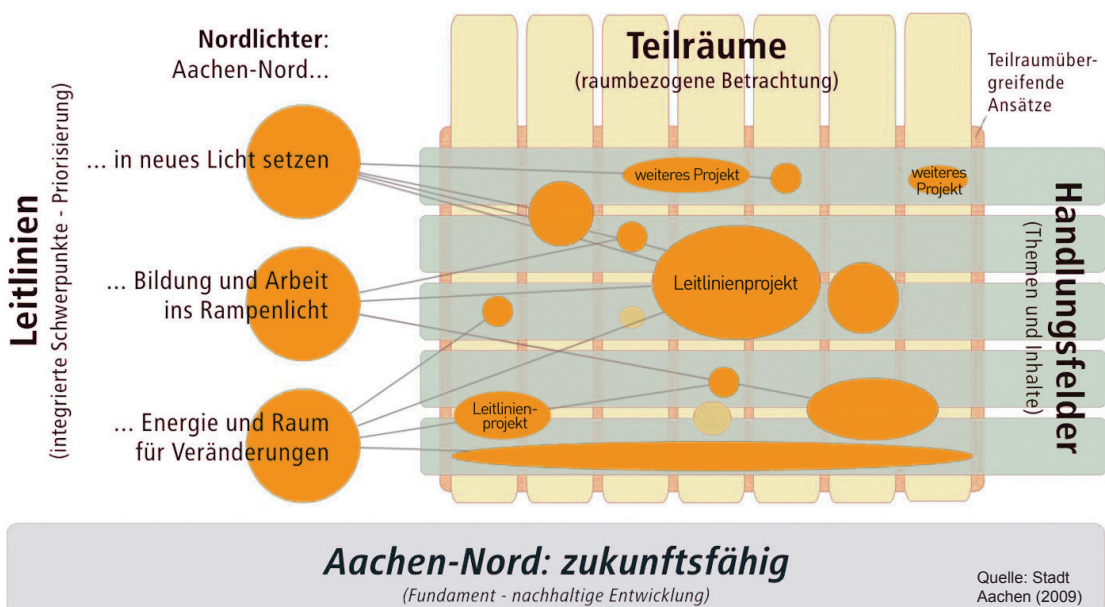 Nordlichter:
Aachen-Nord...
Teilräume
(raumbezogene Betrachtung)
Teilraumüber-
greifende
Ansätze
Leitlinien
(integrierte Schwerpunkte - Priorisierung)
... in neues Licht setzen
... Bildung und Arbeit
ins Rampenlicht
... Energie und Raum
für Veränderungen
weiteres Projekt
weiteres
Projekt
Leitlinienprojekt
Leitlinien-
projekt
Handlungsfelder
(Themen und Inhalte)
Aachen-Nord: zukunftsfähig
(Fundament - nachhaltige Entwicklung)
Quelle: Stadt
Aachen (2009)